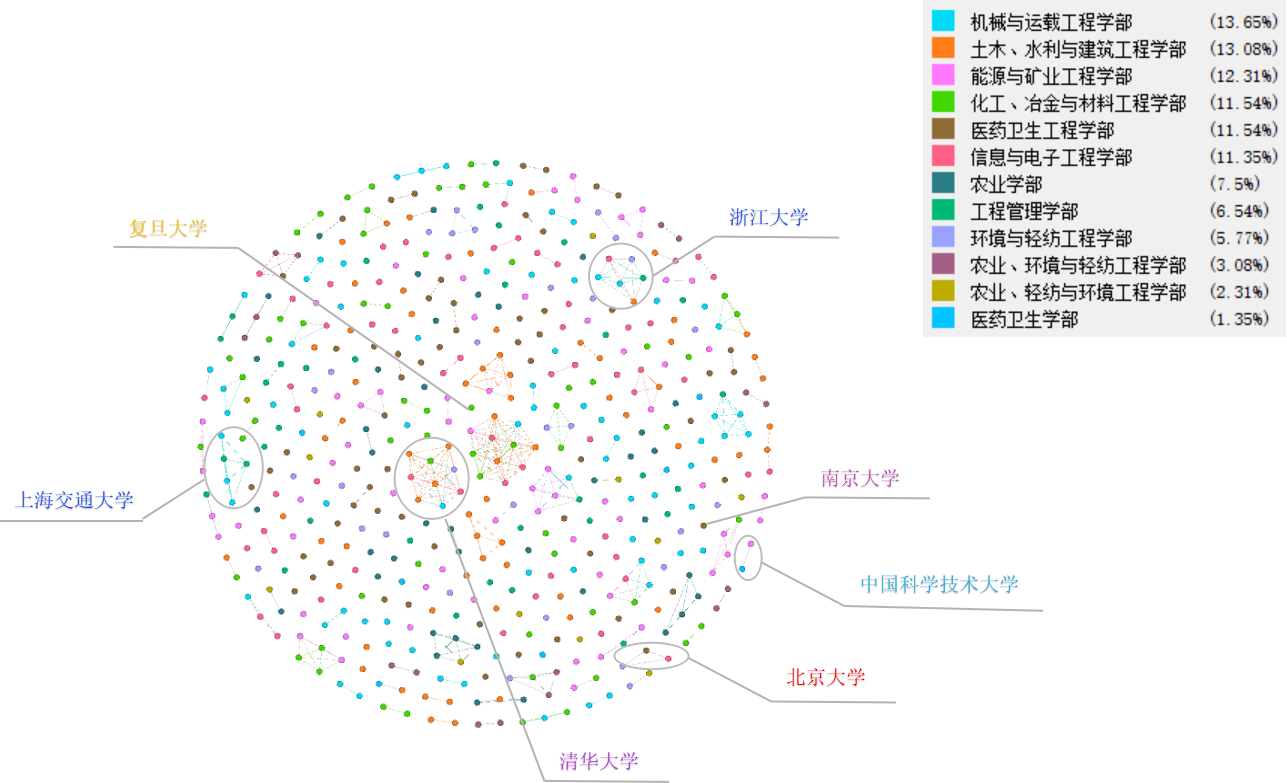 机械与运载工程学部 (13.65%)
土木、水利与建筑工程学部 (13.08%)
能源与矿业工程学部 (12.31%)
化工、冶金与材料工程学部 (11.54%)
医药卫生工程学部 (11.54%)
信息与电子工程学部 (11.35%)
农业学部 (7.5%)
工程管理学部 (6.54%)
环境与轻纺工程学部 (5.77%)
农业、环境与轻纺工程学部 (3.08%)
农业、轻纺与环境工程学部 (2.31%)
医药卫生学部 (1.35%)
复旦大学
浙江大学
上海交通大学
南京大学
中国科学技术大学
北京大学
清华大学